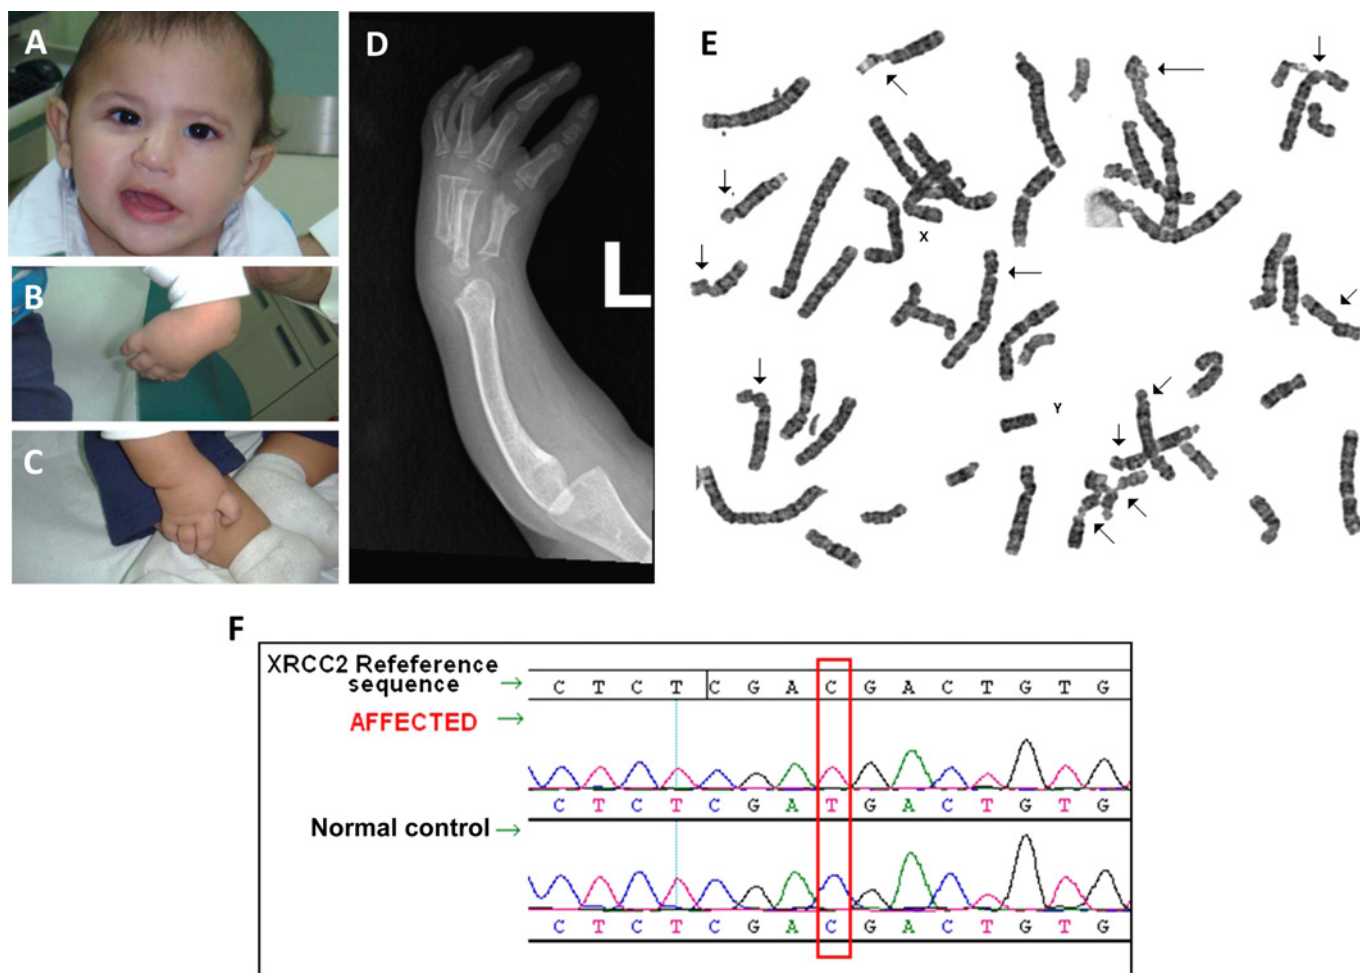 A
B
C
D
L
E
X
Y
F
XRCC2 Refeference
sequence →
C T C T C G A C G A C T G T G
AFFECTED →
C T C T C G A T G A C T G T G
Normal control →
C T C T C G A C G A C T G T G